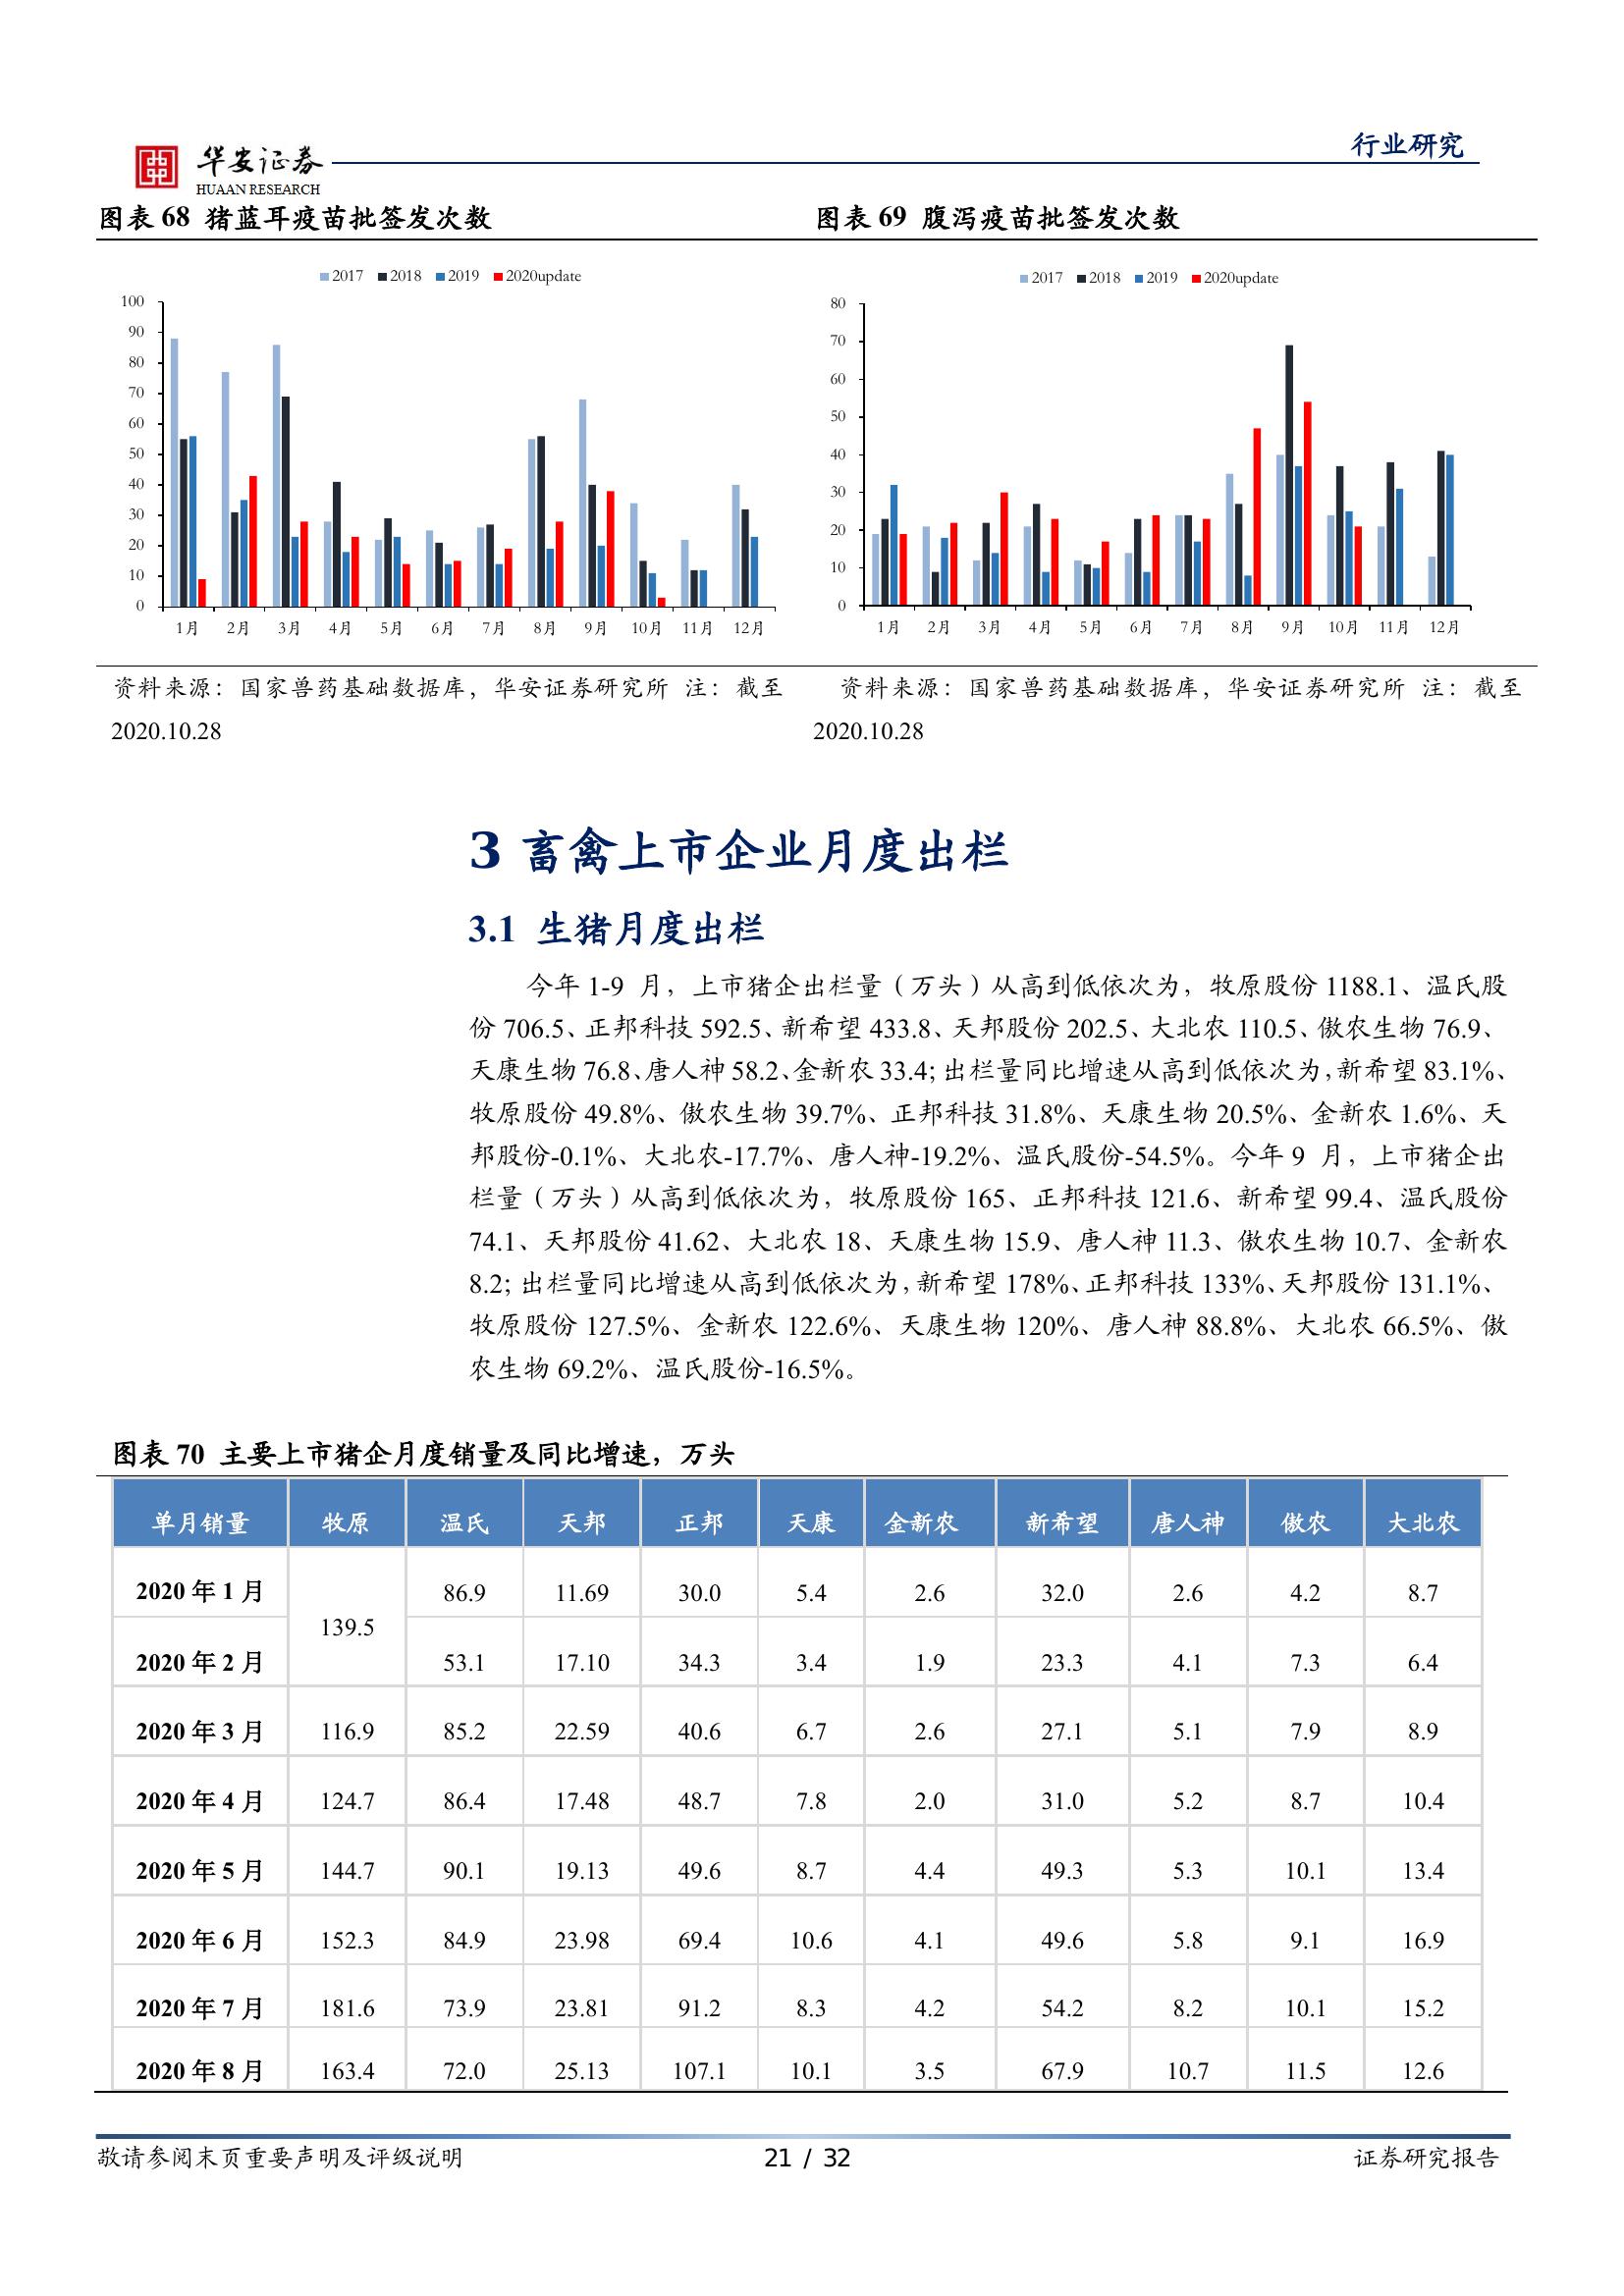 华安证券
HUAAN RESEARCH
行业研究
图表 68 猪蓝耳疫苗批签发次数
2017 2018 2019 2020update
100
90
80
70
60
50
40
30
20
10
0
1月 2月 3月 4月 5月 6月 7月 8月 9月 10月 11月 12月
资料来源：国家兽药基础数据库，华安证券研究所 注：截至
2020.10.28
图表 69 腹泻疫苗批签发次数
2017 2018 2019 2020update
80
70
60
50
40
30
20
10
0
1月 2月 3月 4月 5月 6月 7月 8月 9月 10月 11月 12月
资料来源：国家兽药基础数据库，华安证券研究所 注：截至
2020.10.28
3 畜禽上市企业月度出栏
3.1 生猪月度出栏
今年 1-9 月，上市猪企出栏量（万头）从高到低依次为，牧原股份 1188.1、温氏股
份 706.5、正邦科技 592.5、新希望 433.8、天邦股份 202.5、大北农 110.5、傲农生物 76.9、
天康生物 76.8、唐人神 58.2、金新农 33.4；出栏量同比增速从高到低依次为，新希望 83.1%、
牧原股份 49.8%、傲农生物 39.7%、正邦科技 31.8%、天康生物 20.5%、金新农 1.6%、天
邦股份-0.1%、大北农-17.7%、唐人神-19.2%、温氏股份-54.5%。今年 9 月，上市猪企出
栏量（万头）从高到低依次为，牧原股份 165、正邦科技 121.6、新希望 99.4、温氏股份
74.1、天邦股份 41.62、大北农 18、天康生物 15.9、唐人神 11.3、傲农生物 10.7、金新农
8.2；出栏量同比增速从高到低依次为，新希望 178%、正邦科技 133%、天邦股份 131.1%、
牧原股份 127.5%、金新农 122.6%、天康生物 120%、唐人神 88.8%、大北农 66.5%、傲
农生物 69.2%、温氏股份-16.5%。
图表 70 主要上市猪企月度销量及同比增速，万头
单月销量 牧原 温氏 天邦 正邦 天康 金新农 新希望 唐人神 傲农 大北农
2020 年 1 月 139.5 86.9 11.69 30.0 5.4 2.6 32.0 2.6 4.2 8.7
2020 年 2 月 53.1 17.10 34.3 3.4 1.9 23.3 4.1 7.3 6.4
2020 年 3 月 116.9 85.2 22.59 40.6 6.7 2.6 27.1 5.1 7.9 8.9
2020 年 4 月 124.7 86.4 17.48 48.7 7.8 2.0 31.0 5.2 8.7 10.4
2020 年 5 月 144.7 90.1 19.13 49.6 8.7 4.4 49.3 5.3 10.1 13.4
2020 年 6 月 152.3 84.9 23.98 69.4 10.6 4.1 49.6 5.8 9.1 16.9
2020 年 7 月 181.6 73.9 23.81 91.2 8.3 4.2 54.2 8.2 10.1 15.2
2020 年 8 月 163.4 72.0 25.13 107.1 10.1 3.5 67.9 10.7 11.5 12.6
敬请参阅末页重要声明及评级说明
21 / 32
证券研究报告